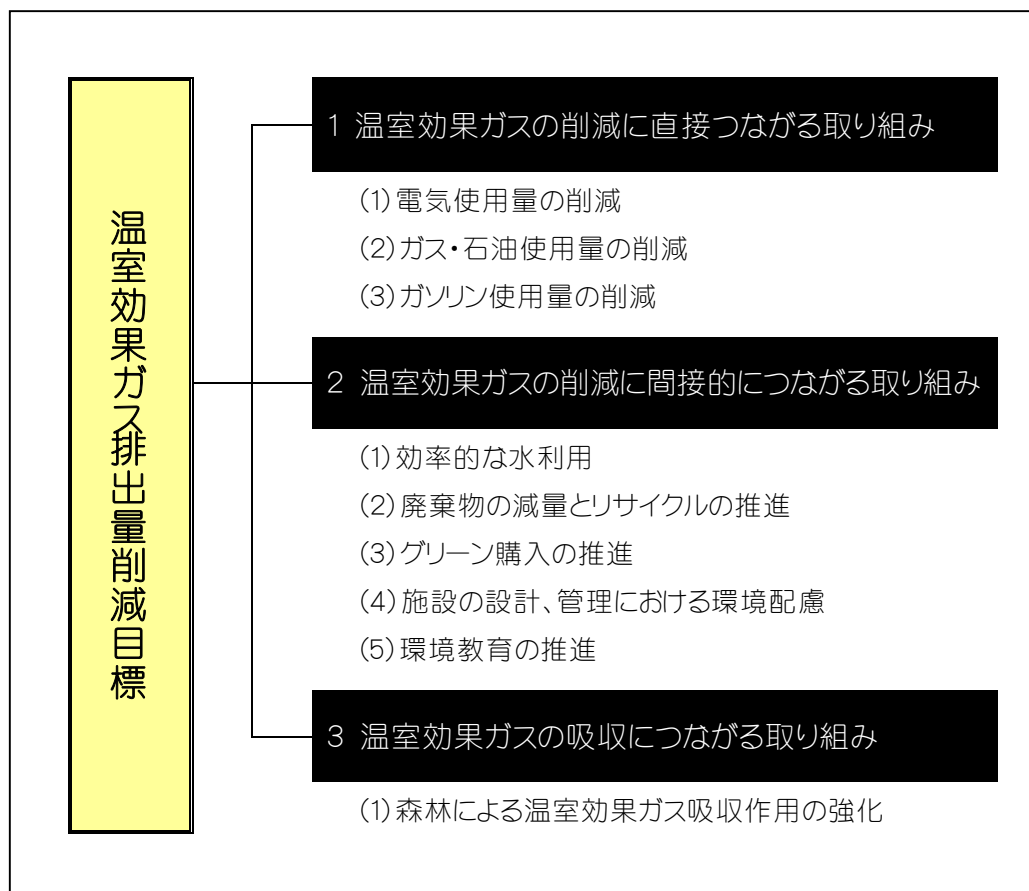 温室効果ガス排出量削減目標
1 温室効果ガスの削減に直接つながる取り組み
(1)電気使用量の削減
(2)ガス・石油使用量の削減
(3)ガソリン使用量の削減
2 温室効果ガスの削減に間接的につながる取り組み
(1)効率的な水利用
(2)廃棄物の減量とリサイクルの推進
(3)グリーン購入の推進
(4)施設の設計、管理における環境配慮
(5)環境教育の推進
3 温室効果ガスの吸収につながる取り組み
(1)森林による温室効果ガス吸収作用の強化